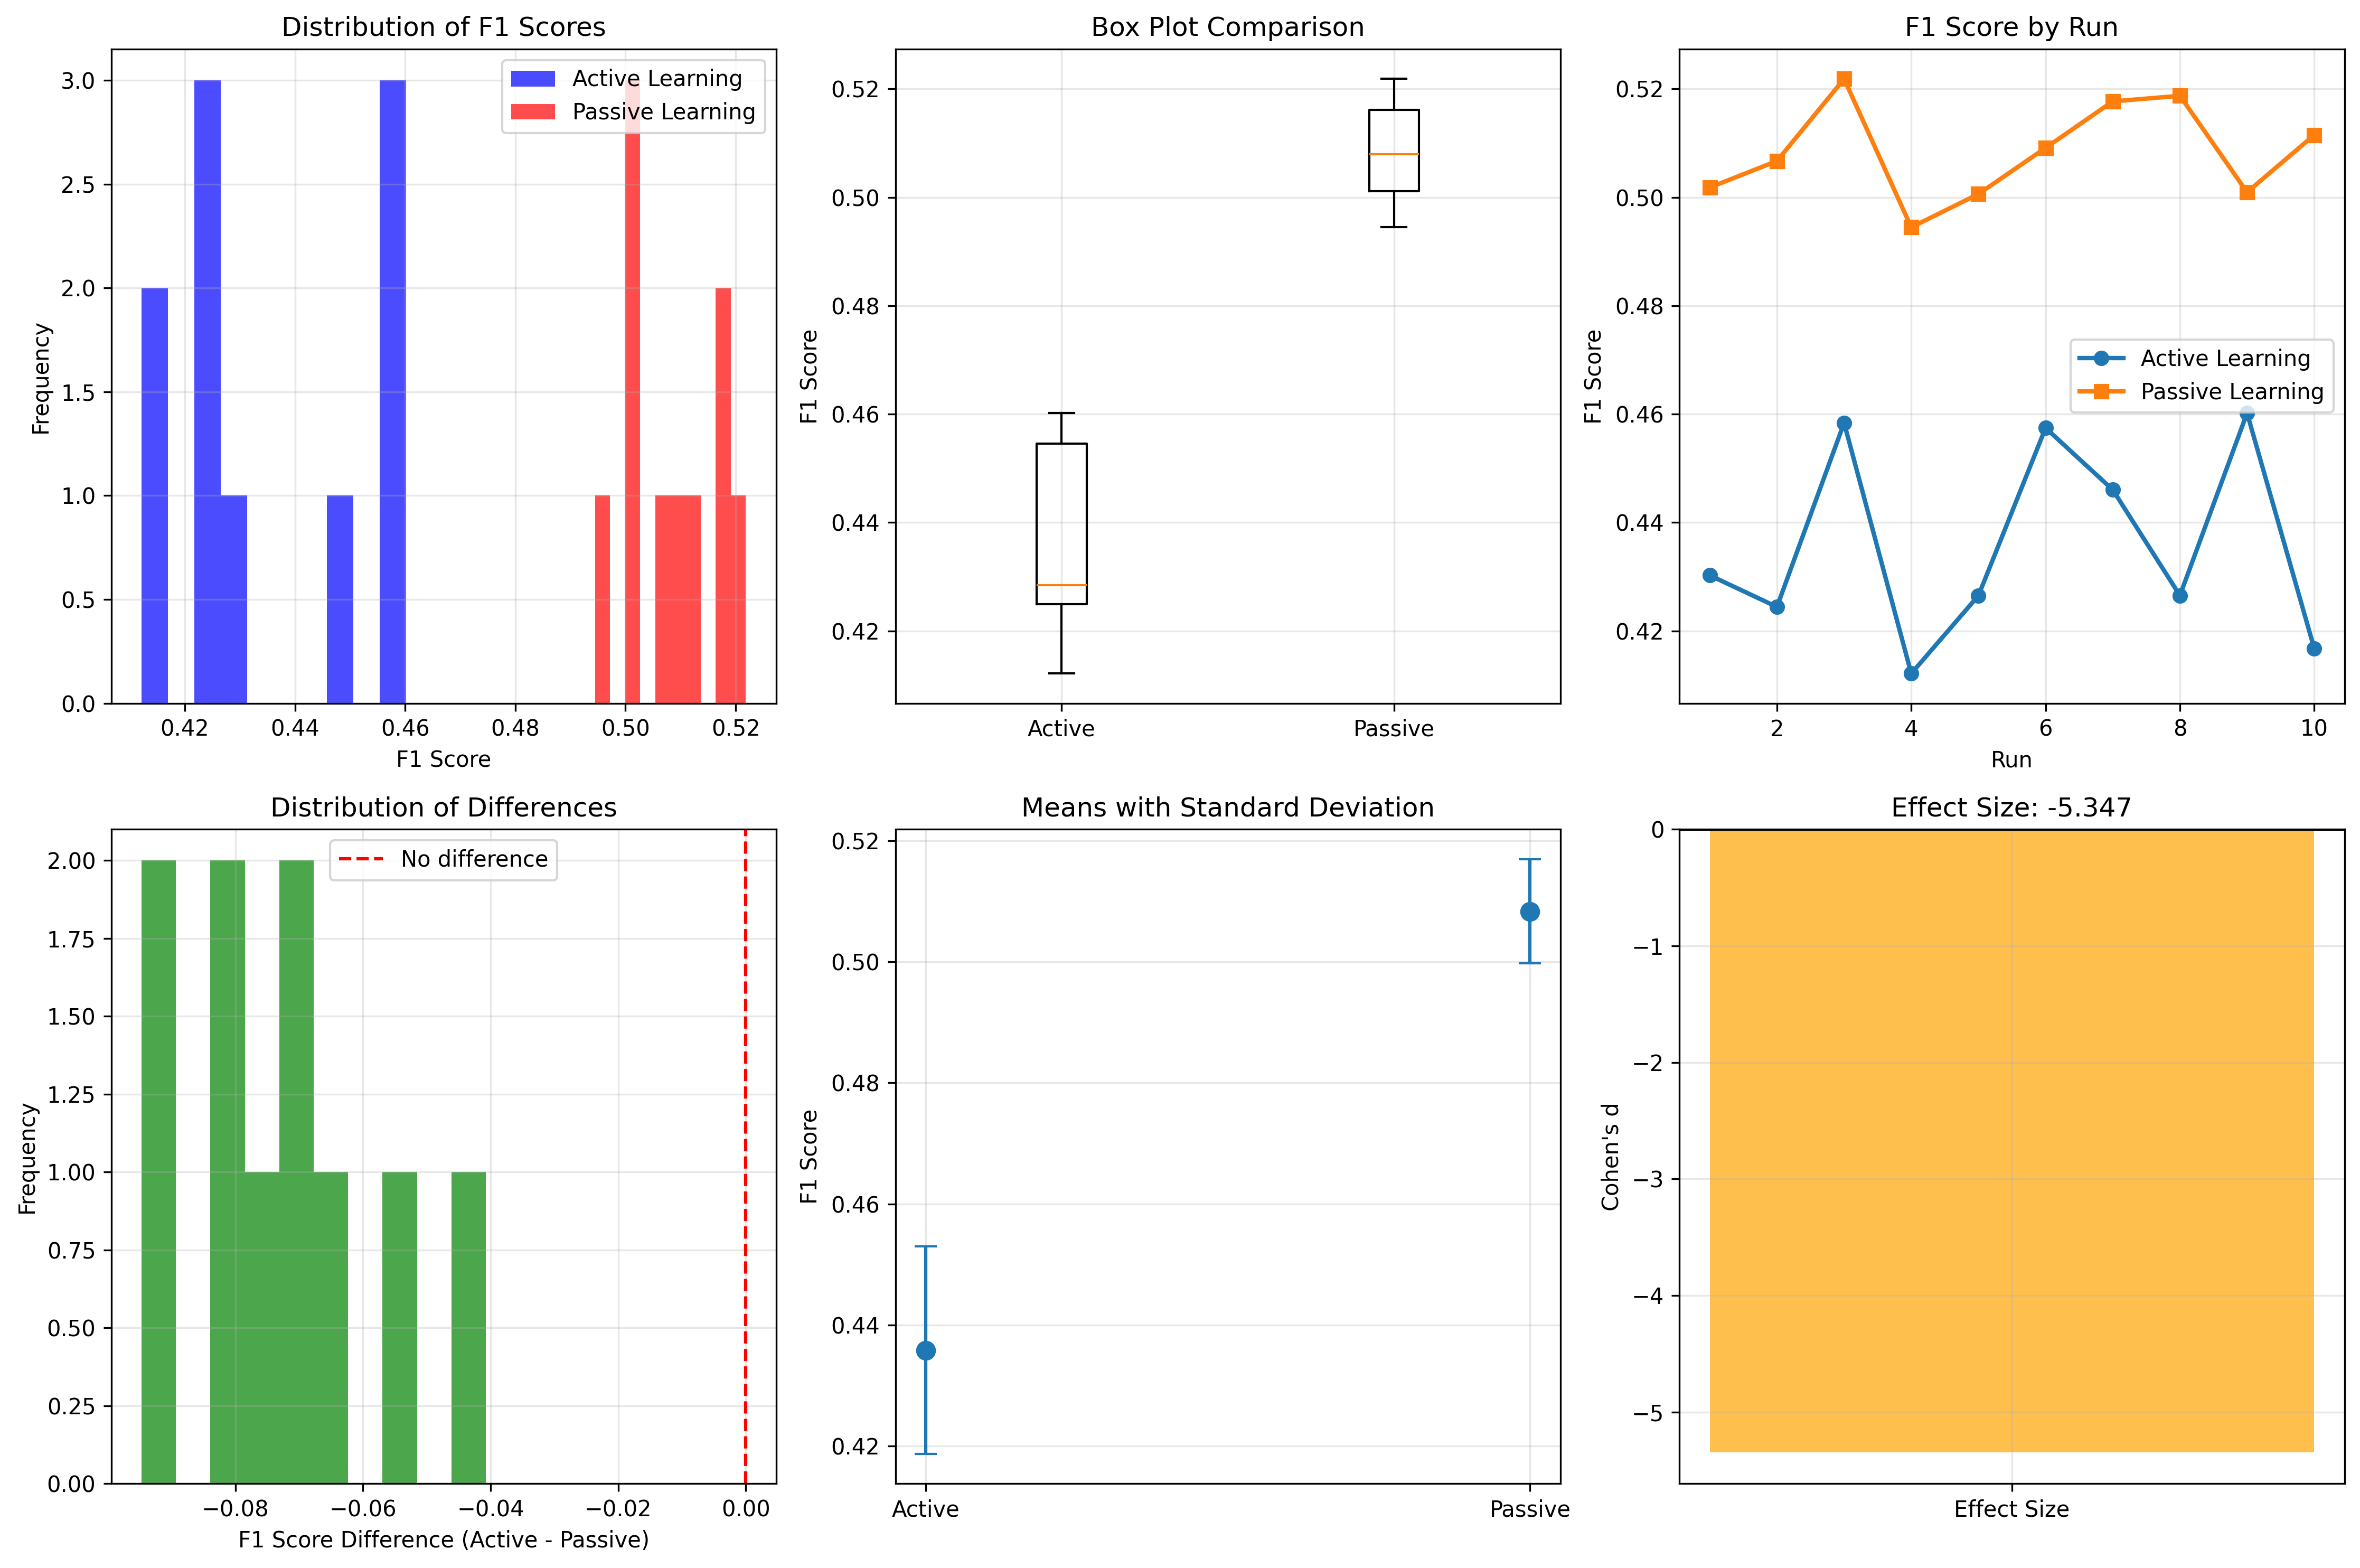 Distribution of F1 Scores
Frequency
3.0
2.5
2.0
1.5
1.0
0.5
0.0
Active Learning
Passive Learning
0.42
0.44
0.46
0.48
0.50
0.52
F1 Score
Box Plot Comparison
F1 Score
0.52
0.50
0.48
0.46
0.44
0.42
Active
Passive
F1 Score by Run
F1 Score
0.52
0.50
0.48
0.46
0.44
0.42
Active Learning
Passive Learning
2
4
6
8
10
Run
Distribution of Differences
Frequency
2.00
1.75
1.50
1.25
1.00
0.75
0.50
0.25
0.00
No difference
−0.08
−0.06
−0.04
−0.02
0.00
F1 Score Difference (Active - Passive)
Means with Standard Deviation
F1 Score
0.52
0.50
0.48
0.46
0.44
0.42
Active
Passive
Effect Size: -5.347
Cohen's d
0
−1
−2
−3
−4
−5
Effect Size